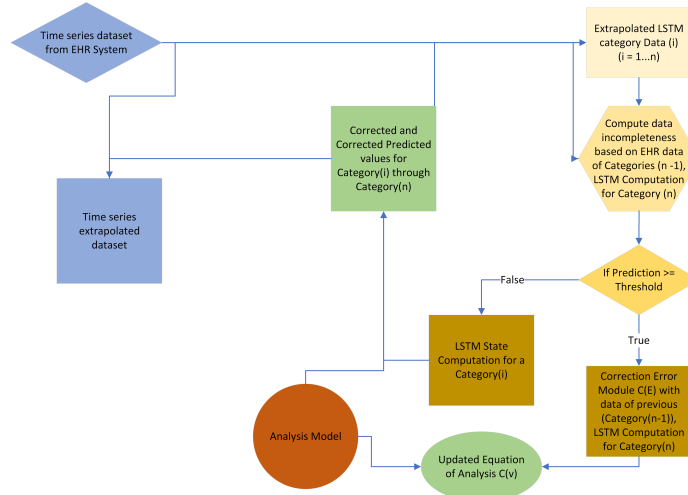 Time series dataset
from EHR System
Extrapolated LSTM
category Data (i)
(i = 1...n)
Corrected and
Corrected Predicted
values for
Category(i) through
Category(n)
Compute data
incompleteness
based on EHR data
of Categories (n -1),
LSTM Computation
for Category (n)
Time series
extrapolated
dataset
If Prediction >=
Threshold
False
True
LSTM State
Computation for a
Category(i)
Correction Error
Module C(E) with
data of previous
(Category(n-1)),
LSTM Computation
for Category(n)
Analysis Model
Updated Equation
of Analysis C(v)